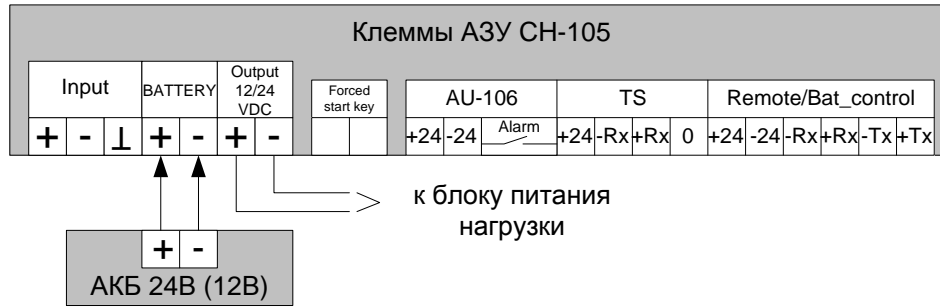 Клеммы АЗУ СН-105
Input
BATTERY
Output
12/24
VDC
Forced
start key
AU-106
TS
Remote/Bat_control
+ - ⊥ + - + -
+24 -24 Alarm +24 -Rx +Rx 0 +24 -24 -Rx +Rx -Tx +Tx
к блоку питания
нагрузки
+ -
АКБ 24В (12В)